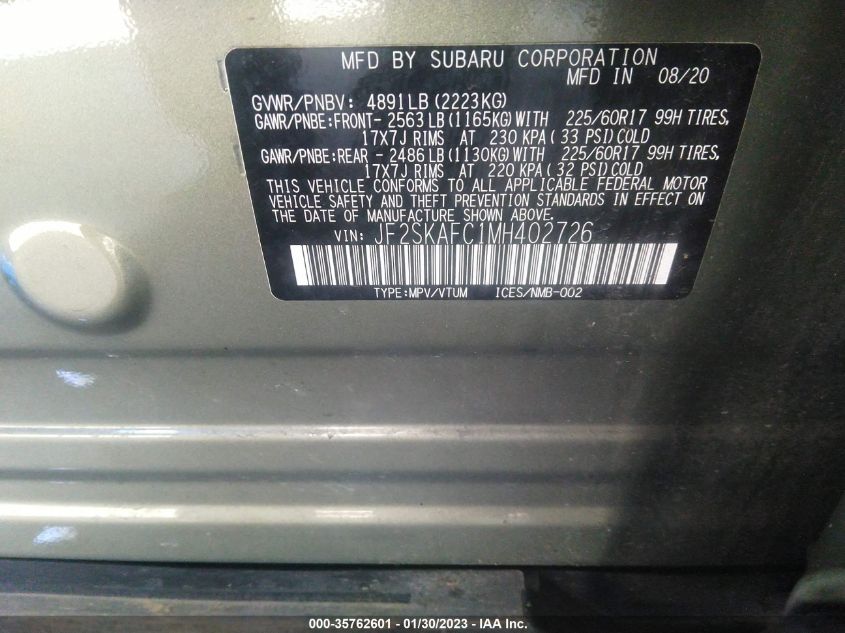 MFD BY SUBARU CORPORATION
MFD IN 08/20
GVWR/PNBV: 4891LB(2223KG)
GAWR/PNBE:FRONT- 2563LB(1165KG)WITH 225/60R17 99H TIRES,
17X7J RIMS AT 230 KPA(33 PSI)COLD
GAWR/PNBE:REAR - 2486LB(1130KG)WITH 225/60R17 99H TIRES,
17X7J RIMS AT 220 KPA(32 PSI)COLD
THIS VEHICLE CONFORMS TO ALL APPLICABLE FEDERAL MOTOR
VEHICLE SAFETY AND THEFT PREVENTION STANDARDS IN EFFECT ON
THE DATE OF MANUFACTURE SHOWN ABOVE.
VIN: JF2SKAFC1MH402726
TYPE:MPV/VTUM ICES/NMB-002
000-35762601 - 01/30/2023 - IAA Inc.